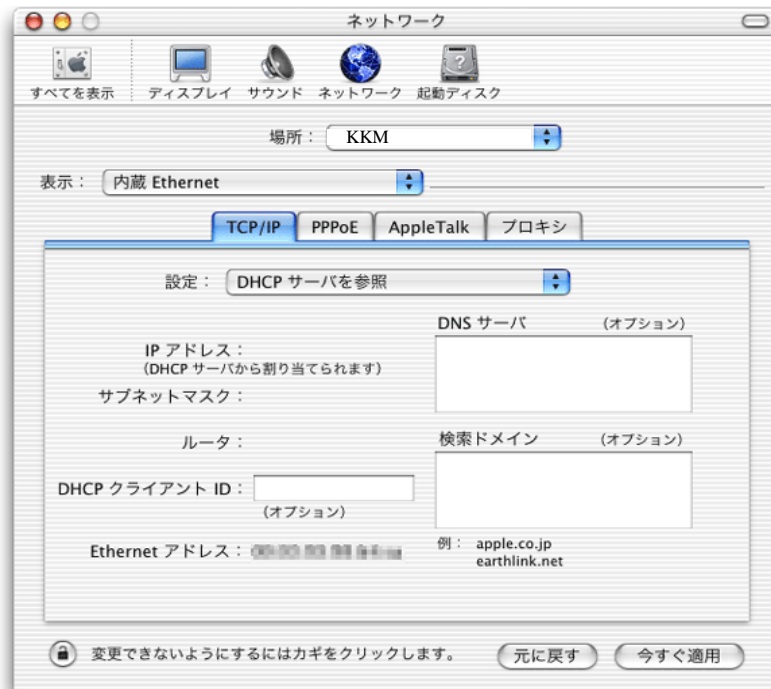 ネットワーク
すべてを表示 ディスプレイ サウンド ネットワーク 起動ディスク
場所： KKM
表示： 内蔵 Ethernet
TCP/IP PPPoE AppleTalk プロキシ
設定： DHCP サーバを参照
DNS サーバ (オプション)
IP アドレス：
(DHCP サーバから割り当てられます)
サブネットマスク：
ルータ：
検索ドメイン (オプション)
DHCP クライアント ID：
(オプション)
Ethernet アドレス：
例： apple.co.jp
earthlink.net
変更できないようにするにはカギをクリックします。
元に戻す 今すぐ適用